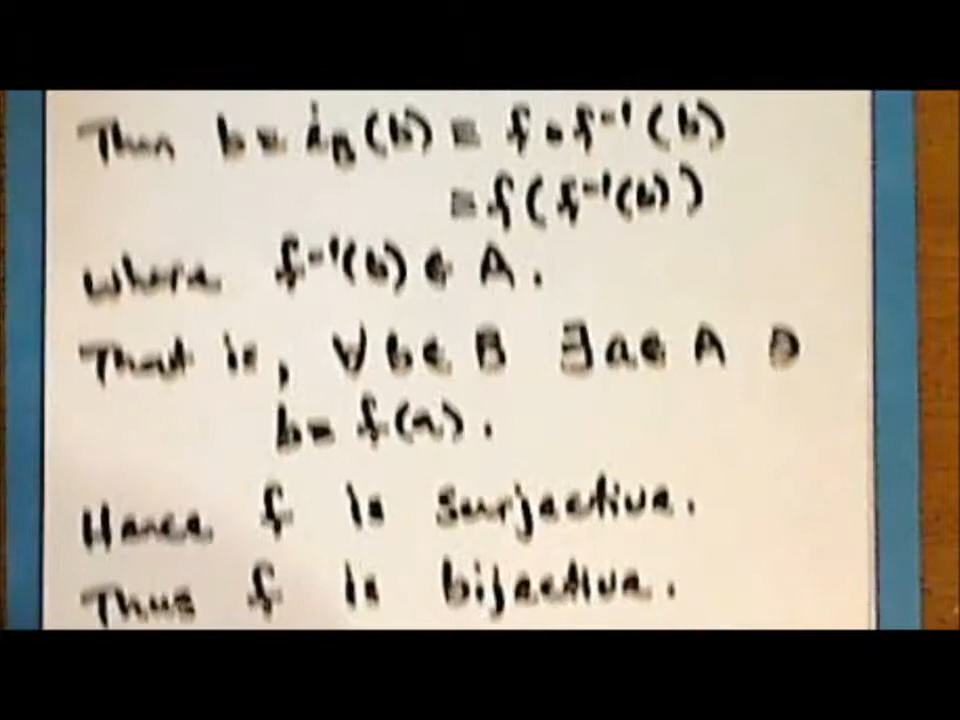 Then b = i_B(b) = f ∘ f⁻¹(b)
= f(f⁻¹(b))
where f⁻¹(b) ∈ A.
That is, ∀ b ∈ B ∃ a ∈ A ∋
b = f(a).
Hence f is surjective.
Thus f is bijective.